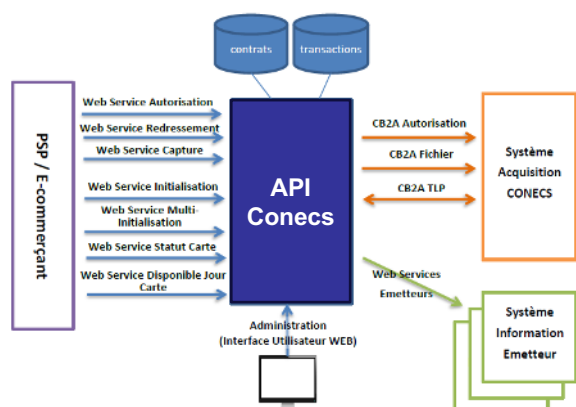 contrats
transactions
PSP / E-commerçant
Web Service Autorisation
Web Service Redressement
Web Service Capture
Web Service Initialisation
Web Service Multi-
Initialisation
Web Service Statut Carte
Web Service Disponible Jour
Carte
API
Conecs
CB2A Autorisation
CB2A Fichier
CB2A TLP
Système
Acquisition
CONECS
Web Services
Emetteurs
Système
Information
Emetteur
Administration
(Interface Utilisateur WEB)